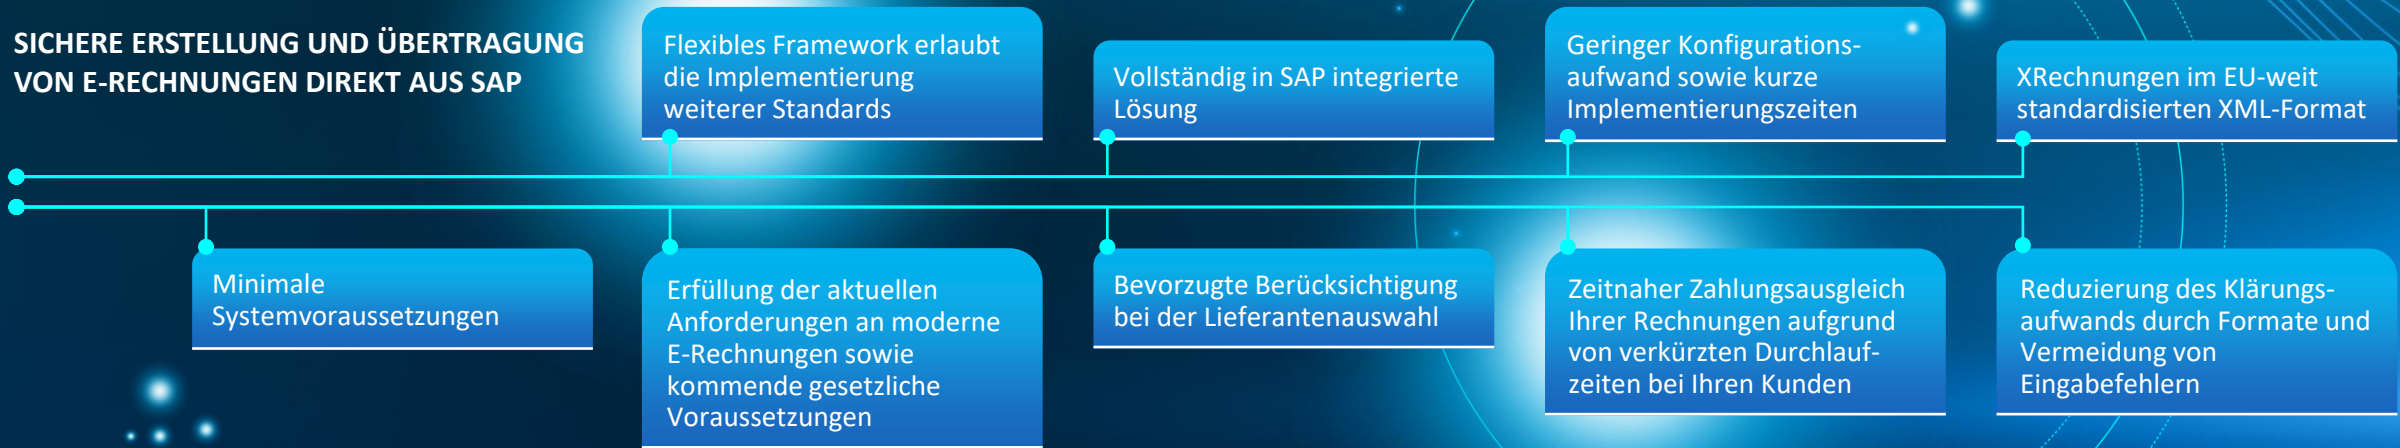 SICHERE ERSTELLUNG UND ÜBERTRAGUNG
VON E-RECHNUNGEN DIREKT AUS SAP
Flexibles Framework erlaubt
die Implementierung
weiterer Standards
Vollständig in SAP integrierte
Lösung
Geringer Konfigurations-
aufwand sowie kurze
Implementierungszeiten
XRechnungen im EU-weit
standardisierten XML-Format
Minimale
Systemvoraussetzungen
Erfüllung der aktuellen
Anforderungen an moderne
E-Rechnungen sowie
kommende gesetzliche
Voraussetzungen
Bevorzugte Berücksichtigung
bei der Lieferantenauswahl
Zeitnaher Zahlungsausgleich
Ihrer Rechnungen aufgrund
von verkürzten Durchlauf-
zeiten bei Ihren Kunden
Reduzierung des Klärungs-
aufwands durch Formate und
Vermeidung von
Eingabefehlern